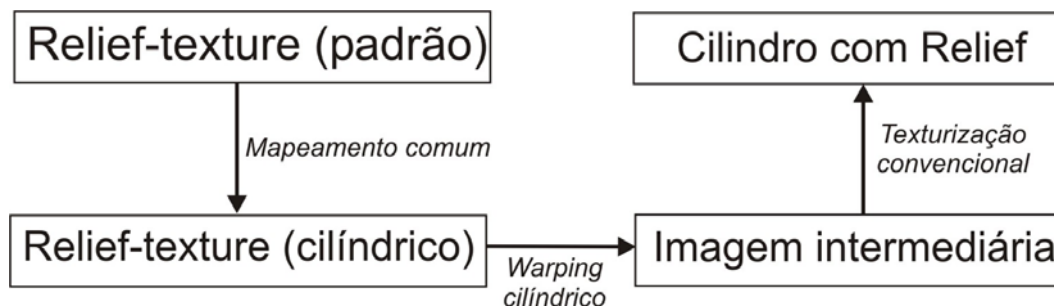 Relief-texture (padrão)
Cilindro com Relief
Mapeamento comum
Texturização
convencional
Relief-texture (cilíndrico)
Warping
cilíndrico
Imagem intermediária